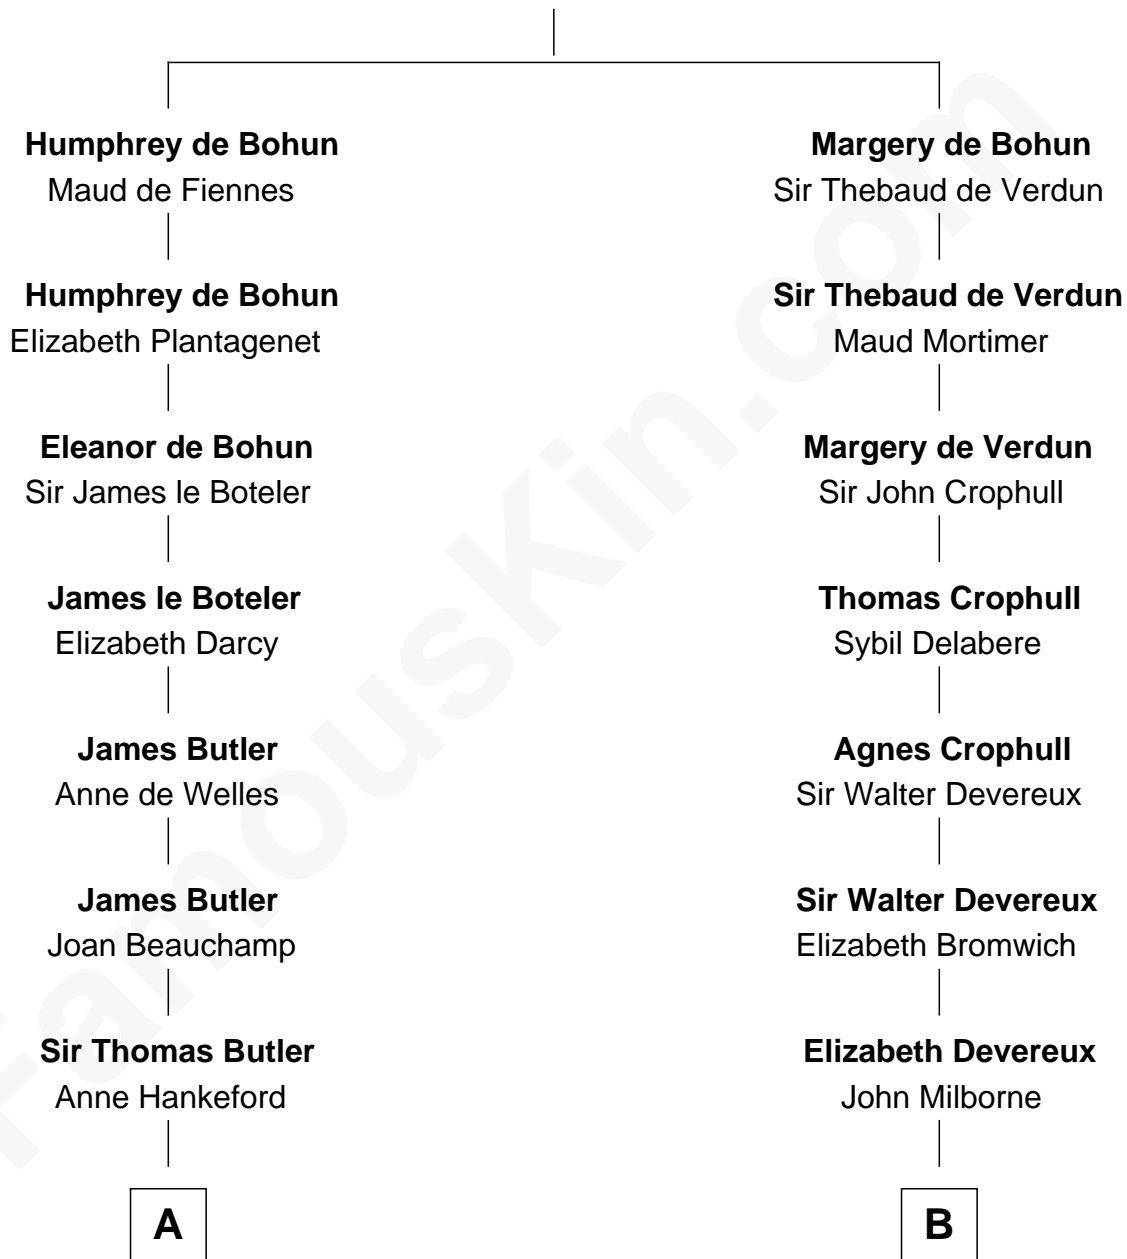 Humphrey de Bohun
Maud de Fiennes
Humphrey de Bohun
Elizabeth Plantagenet
Eleanor de Bohun
Sir James le Boteler
James le Boteler
Elizabeth Darcy
James Butler
Anne de Welles
James Butler
Joan Beauchamp
Sir Thomas Butler
Anne Hankeford
A
Margery de Bohun
Sir Thebaud de Verdun
Sir Thebaud de Verdun
Maud Mortimer
Margery de Verdun
Sir John Crophull
Thomas Crophull
Sybil Delabere
Agnes Crophull
Sir Walter Devereux
Sir Walter Devereux
Elizabeth Bromwich
Elizabeth Devereux
John Milborne
B
FamousKin.com